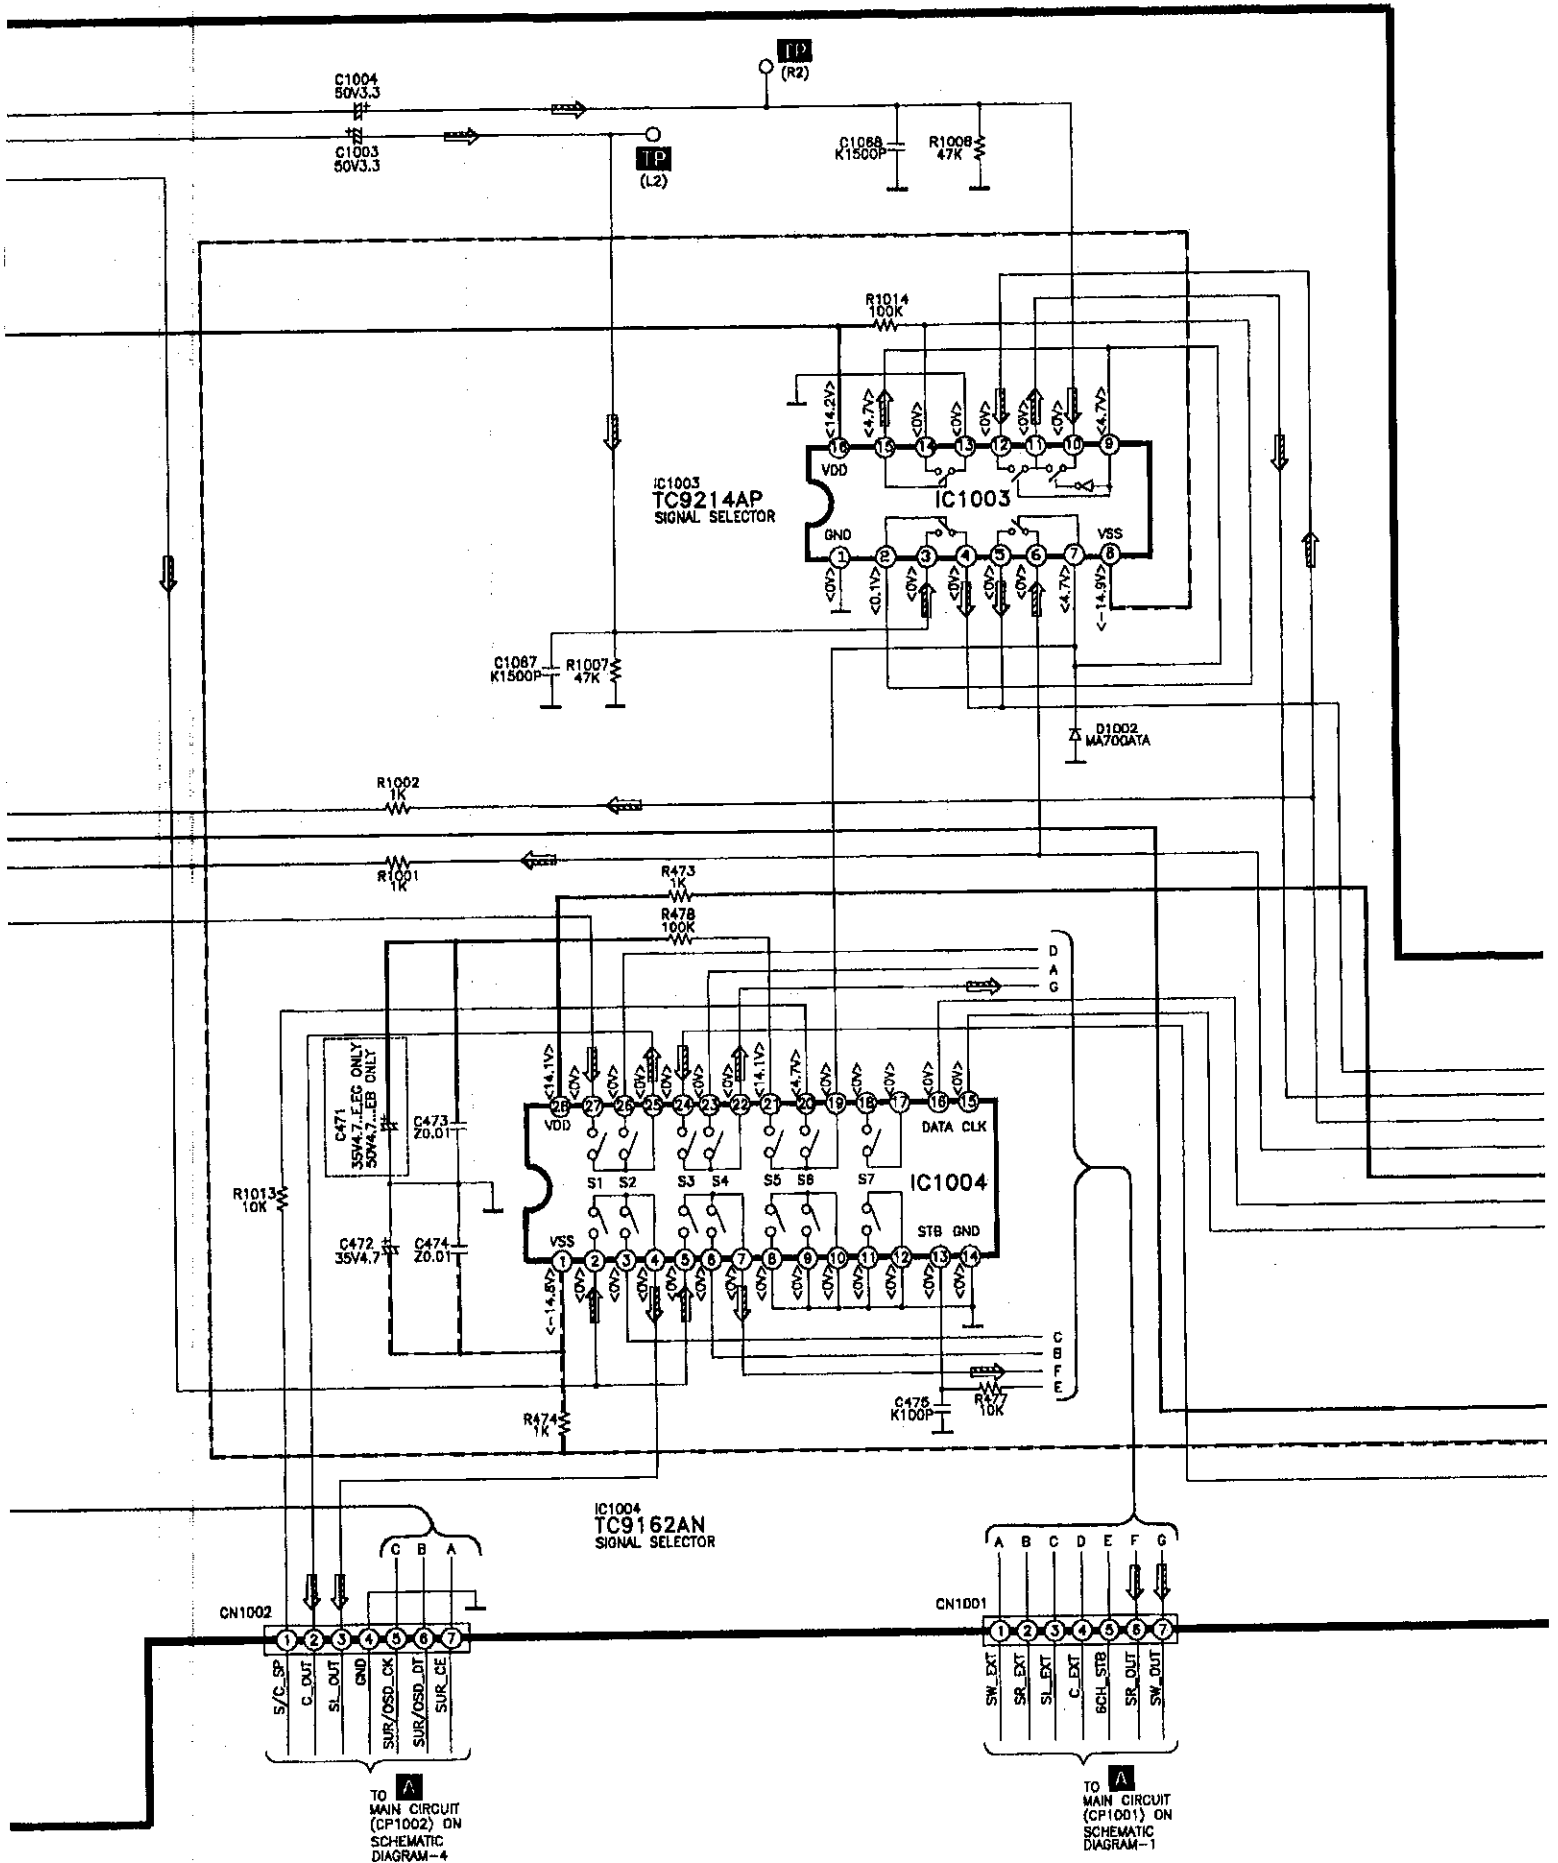 TP
(R2)
C1004
50V3.3
C1003
50V3.3
TP
(L2)
C1068
K1500P
R1008
47K
R1014
100K
<14.2V>
<4.7V>
<0V>
<0V>
<0V>
<0V>
<0V>
<4.7V>
16 15 14 13 12 11 10 9
VDD
IC1003
TC9214AP
SIGNAL SELECTOR
IC1003
GND
VSS
1 2 3 4 5 6 7 8
<0V>
<0.1V>
<0V>
<0V>
<0V>
<0V>
<4.7V>
<-14.9V>
C1067
K1500P
R1007
47K
D1002
MA700ATA
R1002
1K
R1001
1K
R473
1K
R478
100K
D
A
G
C471
35V4.7...E,EG ONLY
50V4.7...EB ONLY
C473
Z0.01
<14.1V>
<0V>
<0V>
<0V>
<0V>
<0V>
<0V>
<14.1V>
<4.7V>
<0V>
<0V>
28 27 26 25 24 23 22 21 20 19 18 17 16 15
VDD
DATA CLK
S1 S2 S3 S4 S5 S6 S7
IC1004
R1013
10K
C472
35V4.7
C474
Z0.01
VSS
STB GND
1 2 3 4 5 6 7 8 9 10 11 12 13 14
<-14.8V>
<0V>
<0V>
<0V>
<0V>
<0V>
<0V>
<0V>
<0V>
<0V>
<0V>
<0V>
<0V>
<0V>
C
B
F
E
R474
1K
C475
K100P
R477
10K
IC1004
TC9162AN
SIGNAL SELECTOR
C B A
A B C D E F G
CN1002
1 2 3 4 5 6 7
S/C_SP
C_OUT
SL_OUT
GND
SUR/OSD_CK
SUR/OSD_DT
SUR_CE
TO A
MAIN CIRCUIT
(CP1002) ON
SCHEMATIC
DIAGRAM-4
CN1001
1 2 3 4 5 6 7
SW_EXT
SR_EXT
SL_EXT
C_EXT
6CH_STB
SR_OUT
SW_OUT
TO A
MAIN CIRCUIT
(CP1001) ON
SCHEMATIC
DIAGRAM-1